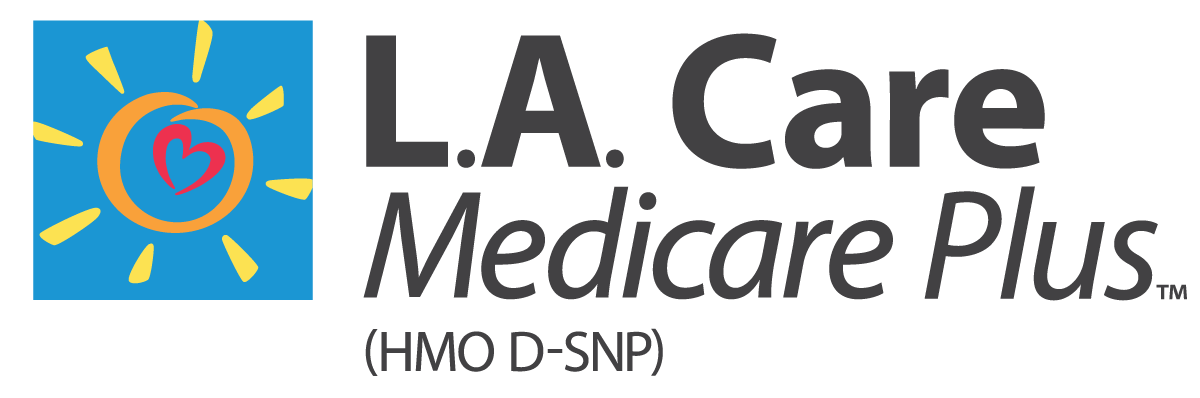 L.A. Care
Medicare Plus™
(HMO D-SNP)